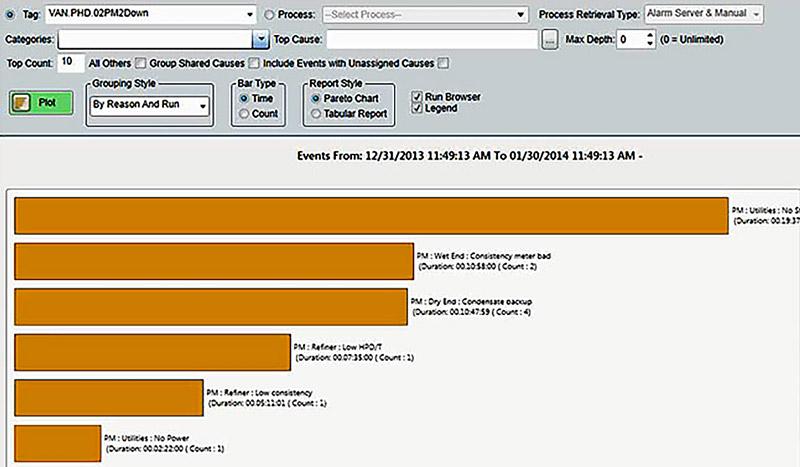 Tag: VAN.PHD.02PM2Down Process: --Select Process-- Process Retrieval Type: Alarm Server & Manual
Categories: Top Cause: ... Max Depth: 0 (0 = Unlimited)
Top Count: 10 All Others Group Shared Causes Include Events with Unassigned Causes
Plot
Grouping Style
By Reason And Run
Bar Type
Time
Count
Report Style
Pareto Chart
Tabular Report
Run Browser
Legend
Events From: 12/31/2013 11:49:13 AM To 01/30/2014 11:49:13 AM -
PM : Utilities : No
(Duration: 00.19:37
PM : Wet End : Consistency meter bad
(Duration: 00.10:58:00 ( Count : 2)
PM : Dry End : Condensate backup
(Duration: 00.10:47:59 ( Count : 4)
PM : Refiner : Low HPD/T
(Duration: 00.07:35:00 ( Count : 1)
PM : Refiner : Low consistency
(Duration: 00.05:11:01 ( Count : 1)
PM : Utilities : No Power
(Duration: 00.02:22:00 ( Count : 1)